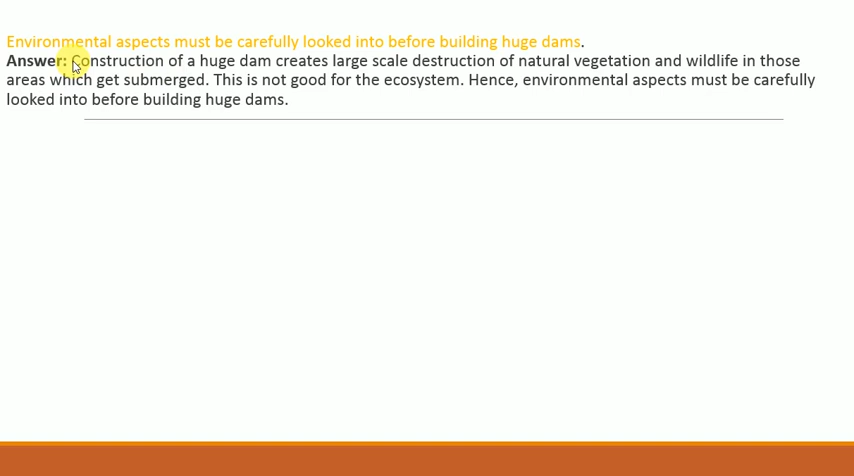 Environmental aspects must be carefully looked into before building huge dams.
Answer: Construction of a huge dam creates large scale destruction of natural vegetation and wildlife in those
areas which get submerged. This is not good for the ecosystem. Hence, environmental aspects must be carefully
looked into before building huge dams.